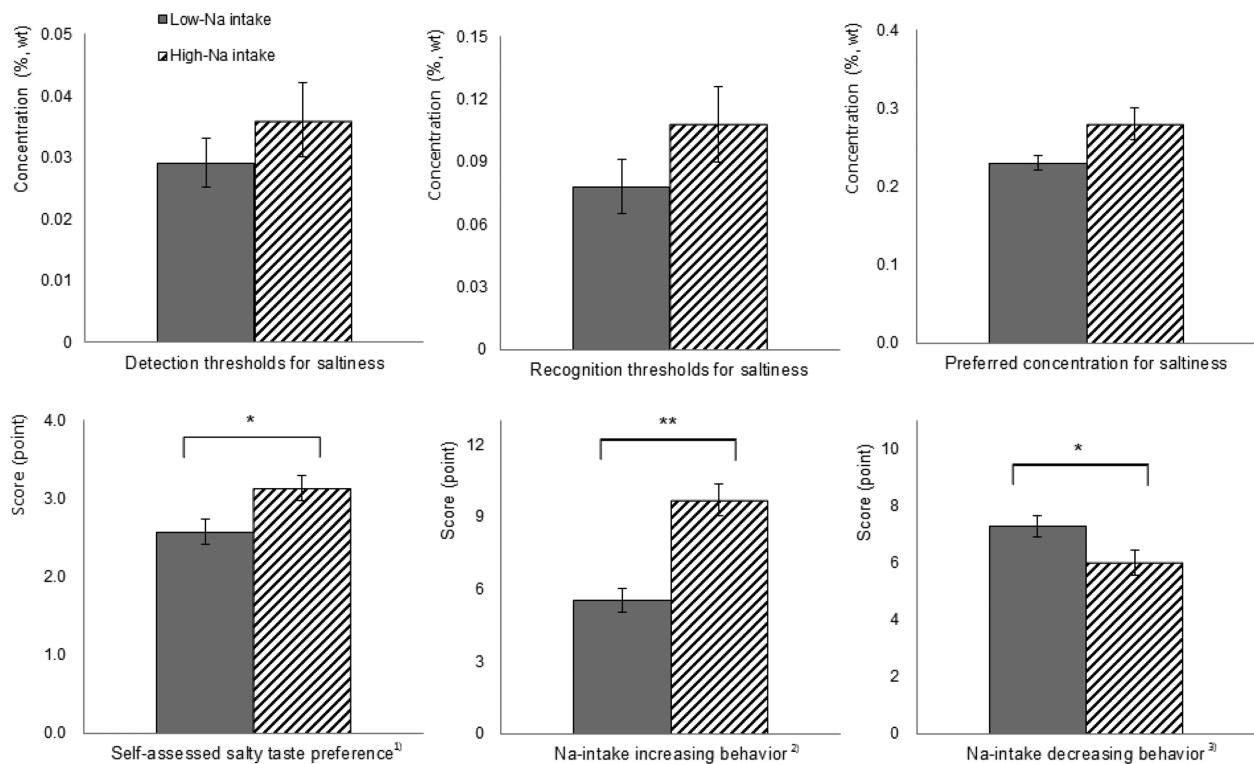 Low-Na intake
High-Na intake
Concentration (%, wt)
0.05
0.04
0.03
0.02
0.01
0
Detection thresholds for saltiness
Concentration (%, wt)
0.15
0.12
0.09
0.06
0.03
0
Recognition thresholds for saltiness
Concentration (%, wt)
0.4
0.3
0.2
0.1
0.0
Preferred concentration for saltiness
Score (point)
4.0
3.0
2.0
1.0
0.0
*
Self-assessed salty taste preference¹⁾
Score (point)
12
9
6
3
0
**
Na-intake increasing behavior ²⁾
Score (point)
10
8
6
4
2
0
*
Na-intake decreasing behavior ³⁾